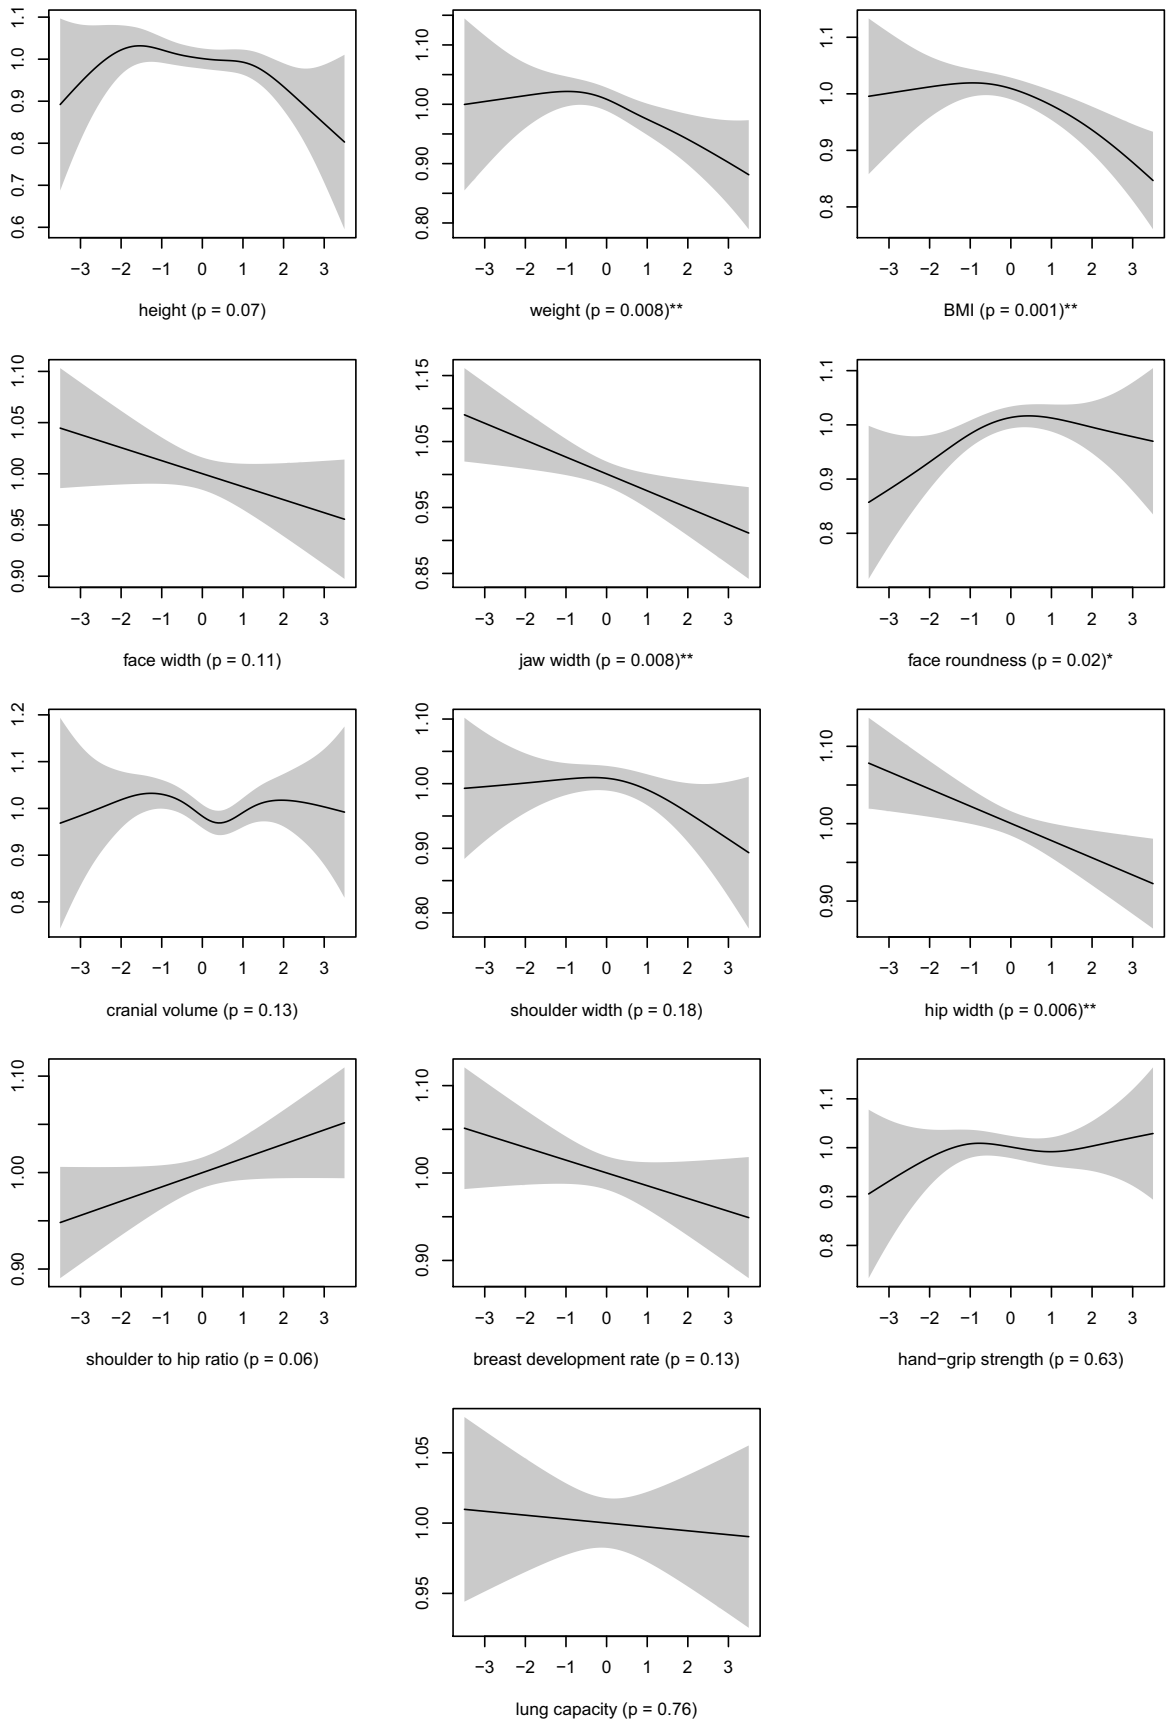 0.6 0.7 0.8 0.9 1.0 1.1
−3 −2 −1 0 1 2 3
height (p = 0.07)
0.80 0.90 1.00 1.10
−3 −2 −1 0 1 2 3
weight (p = 0.008)**
0.8 0.9 1.0 1.1
−3 −2 −1 0 1 2 3
BMI (p = 0.001)**
0.90 0.95 1.00 1.05 1.10
−3 −2 −1 0 1 2 3
face width (p = 0.11)
0.85 0.95 1.05 1.15
−3 −2 −1 0 1 2 3
jaw width (p = 0.008)**
0.8 0.9 1.0 1.1
−3 −2 −1 0 1 2 3
face roundness (p = 0.02)*
0.8 0.9 1.0 1.1 1.2
−3 −2 −1 0 1 2 3
cranial volume (p = 0.13)
0.80 0.90 1.00 1.10
−3 −2 −1 0 1 2 3
shoulder width (p = 0.18)
0.90 1.00 1.10
−3 −2 −1 0 1 2 3
hip width (p = 0.006)**
0.90 1.00 1.10
−3 −2 −1 0 1 2 3
shoulder to hip ratio (p = 0.06)
0.90 1.00 1.10
−3 −2 −1 0 1 2 3
breast development rate (p = 0.13)
0.8 0.9 1.0 1.1
−3 −2 −1 0 1 2 3
hand−grip strength (p = 0.63)
0.95 1.00 1.05
−3 −2 −1 0 1 2 3
lung capacity (p = 0.76)